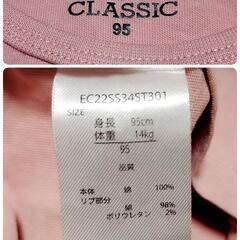 CLASSIC
95
EC22SS34ST301
SIZE
身長 95cm
体重 14kg
95
品質
本体 綿 100%
リブ部分 綿 98%
ポリウレタン 2%